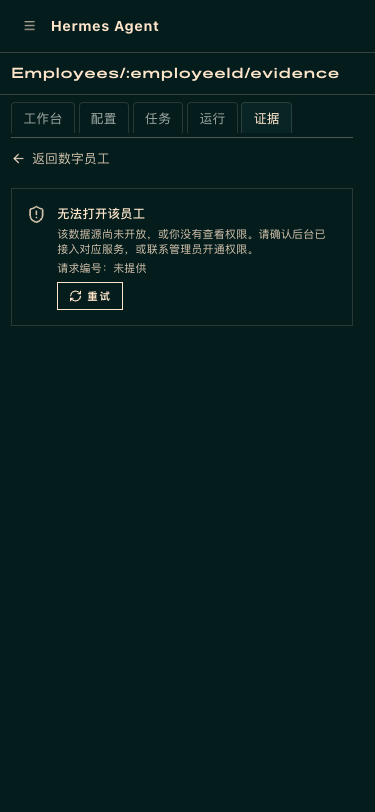 Hermes Agent
Employees/:employeeId/evidence
工作台
配置
任务
运行
证据
返回数字员工
无法打开该员工
该数据源尚未开放，或你没有查看权限。请确认后台已
接入对应服务，或联系管理员开通权限。
请求编号：未提供
重试